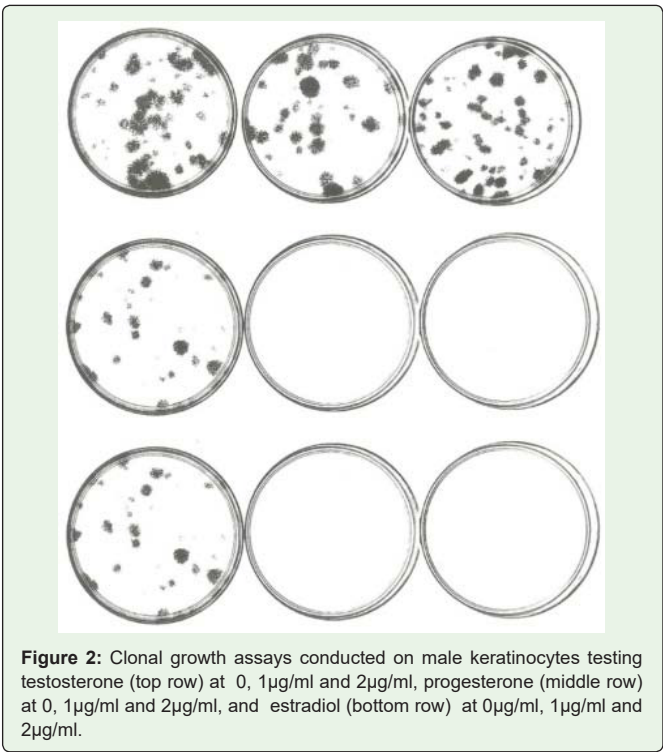 Figure 2: Clonal growth assays conducted on male keratinocytes testing
testosterone (top row) at 0, 1µg/ml and 2µg/ml, progesterone (middle row)
at 0, 1µg/ml and 2µg/ml, and estradiol (bottom row) at 0µg/ml, 1µg/ml and
2µg/ml.